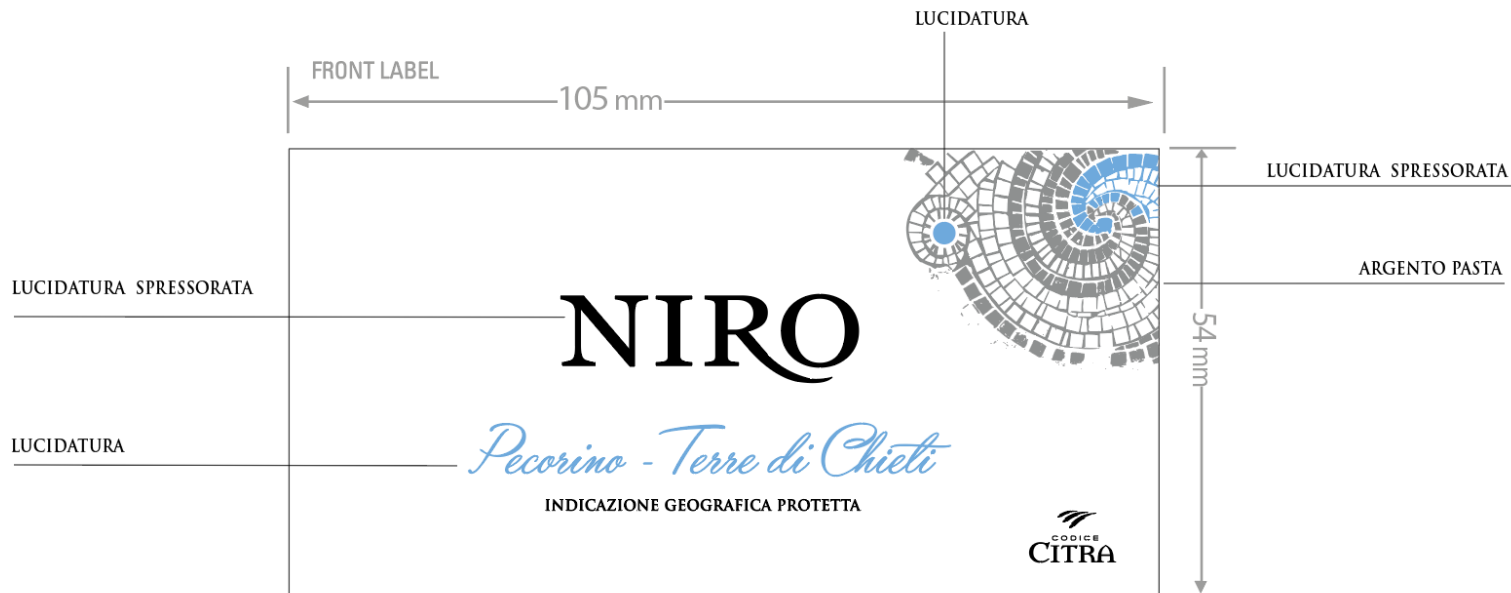 LUCIDATURA
FRONT LABEL
105 mm
LUCIDATURA SPRESSORATA
ARGENTO PASTA
54 mm
LUCIDATURA SPRESSORATA
NIRO
LUCIDATURA
Pecorino - Terre di Chieti
INDICAZIONE GEOGRAFICA PROTETTA
CODICE
CITRA